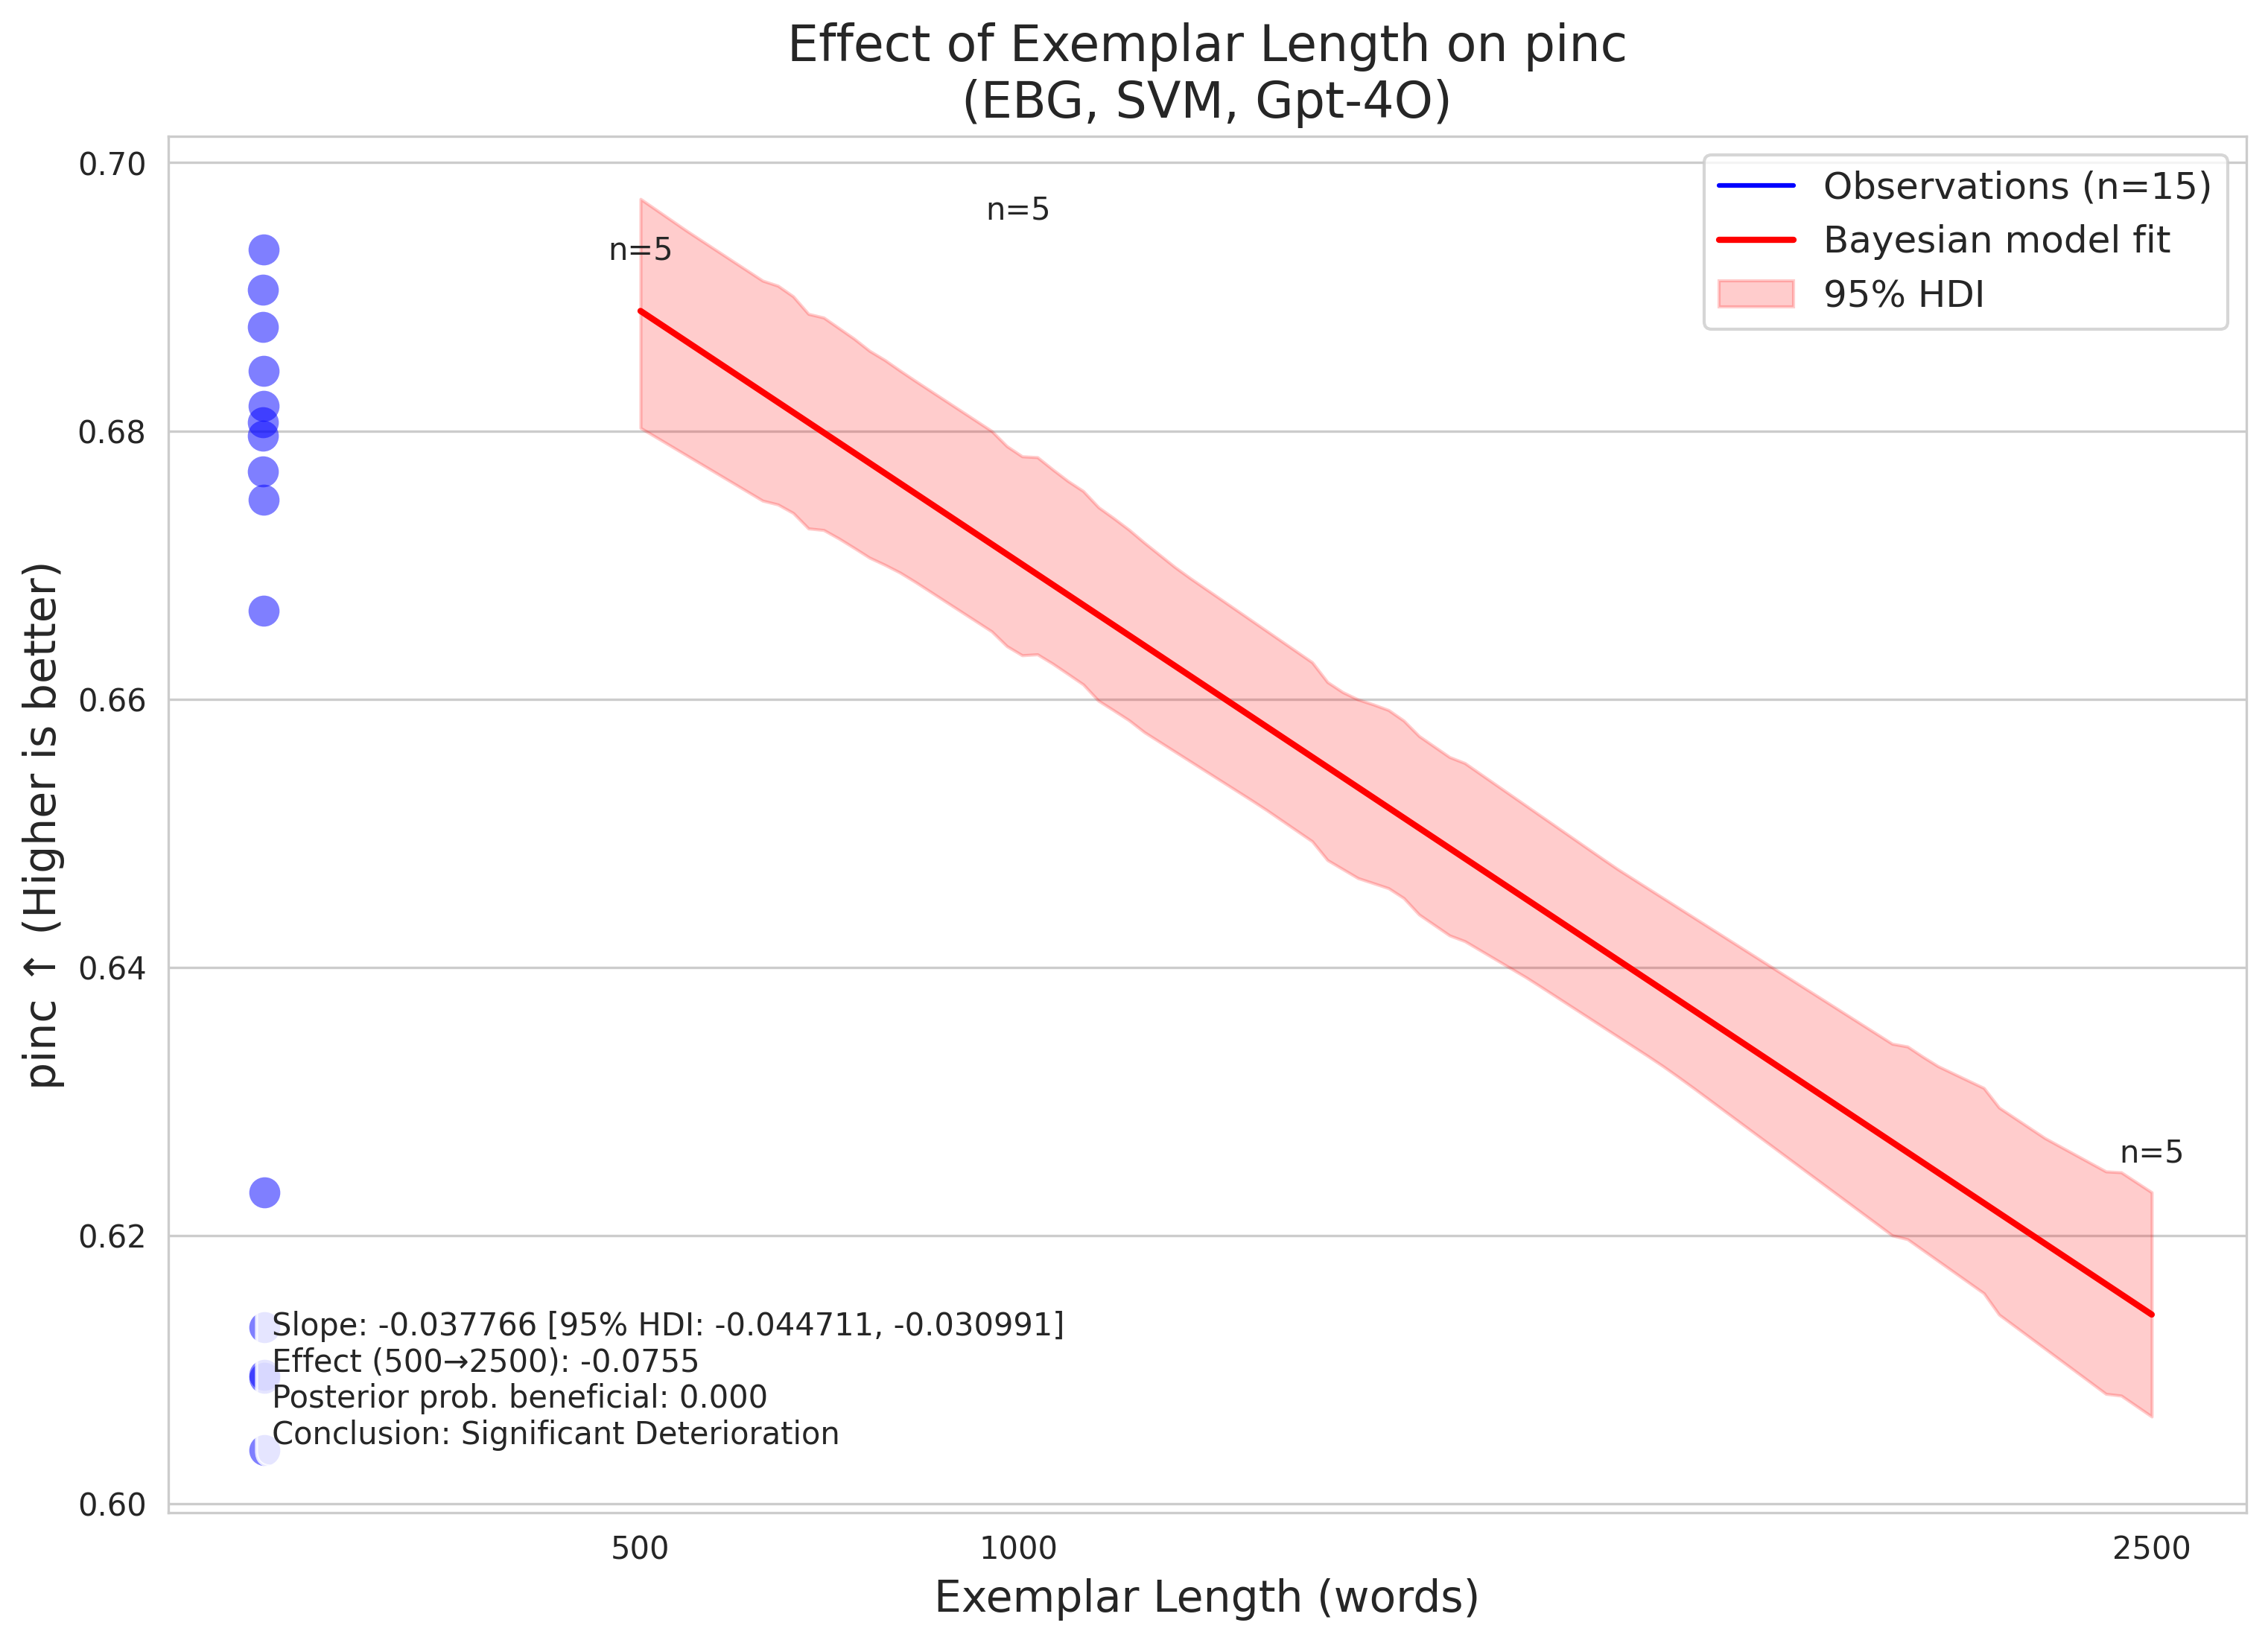 Effect of Exemplar Length on pinc
(EBG, SVM, Gpt-4O)
Observations (n=15)
Bayesian model fit
95% HDI
n=5
n=5
n=5
pinc ↑ (Higher is better)
0.70
0.68
0.66
0.64
0.62
0.60
Slope: -0.037766 [95% HDI: -0.044711, -0.030991]
Effect (500→2500): -0.0755
Posterior prob. beneficial: 0.000
Conclusion: Significant Deterioration
500
1000
2500
Exemplar Length (words)